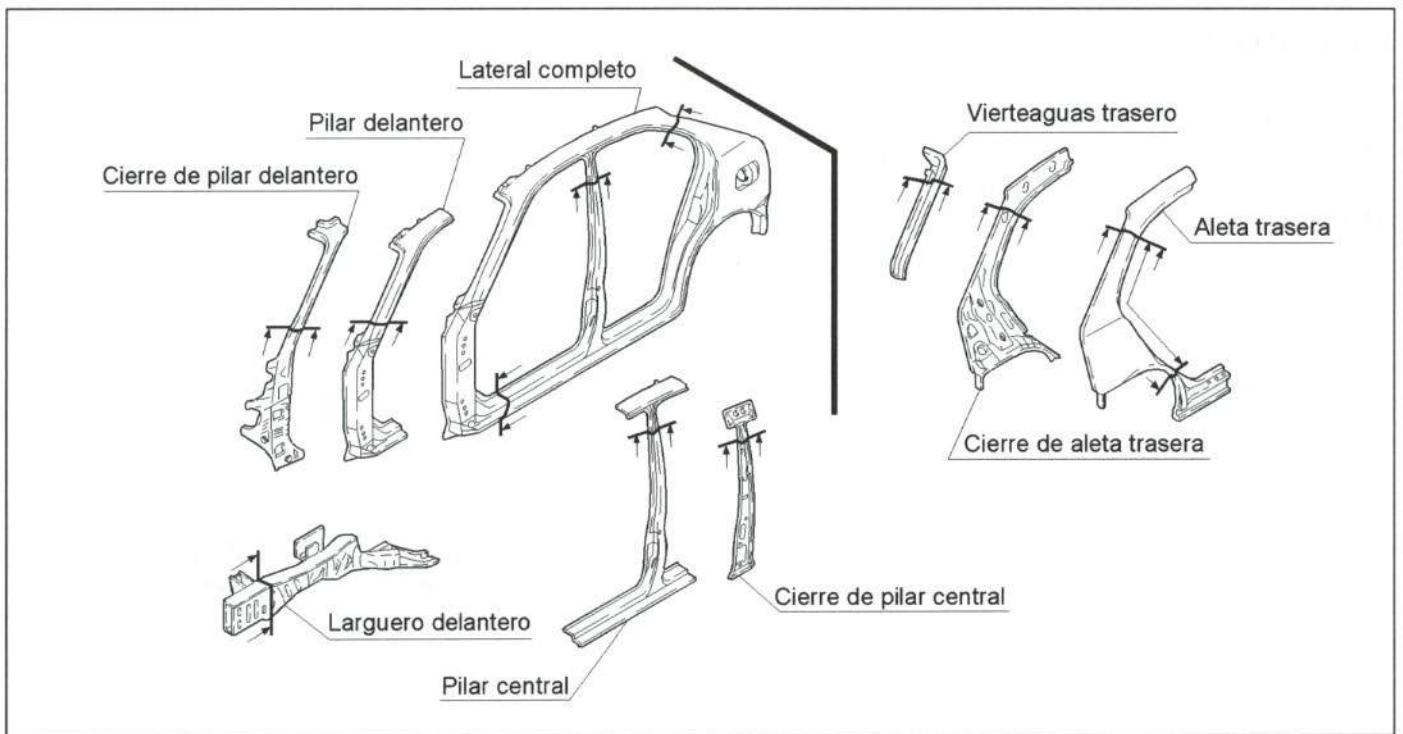 Lateral completo
Pilar delantero
Cierre de pilar delantero
Vierteaguas trasero
Aleta trasera
Cierre de aleta trasera
Cierre de pilar central
Larguero delantero
Pilar central